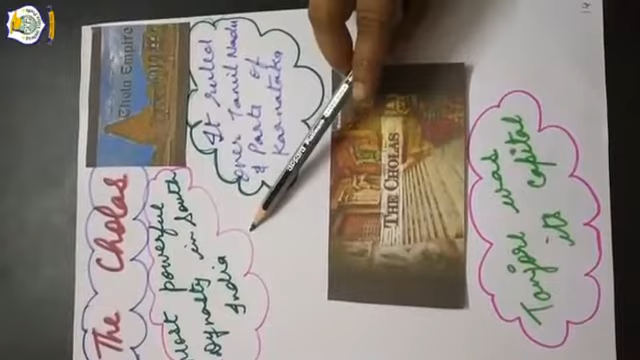 The Cholas
Chola Empire
Most powerful
Dynasty in South
India
It ruled
over Tamil Nadu
& Parts of
Karnataka
THE CHOLAS
Tanjore was
its capital